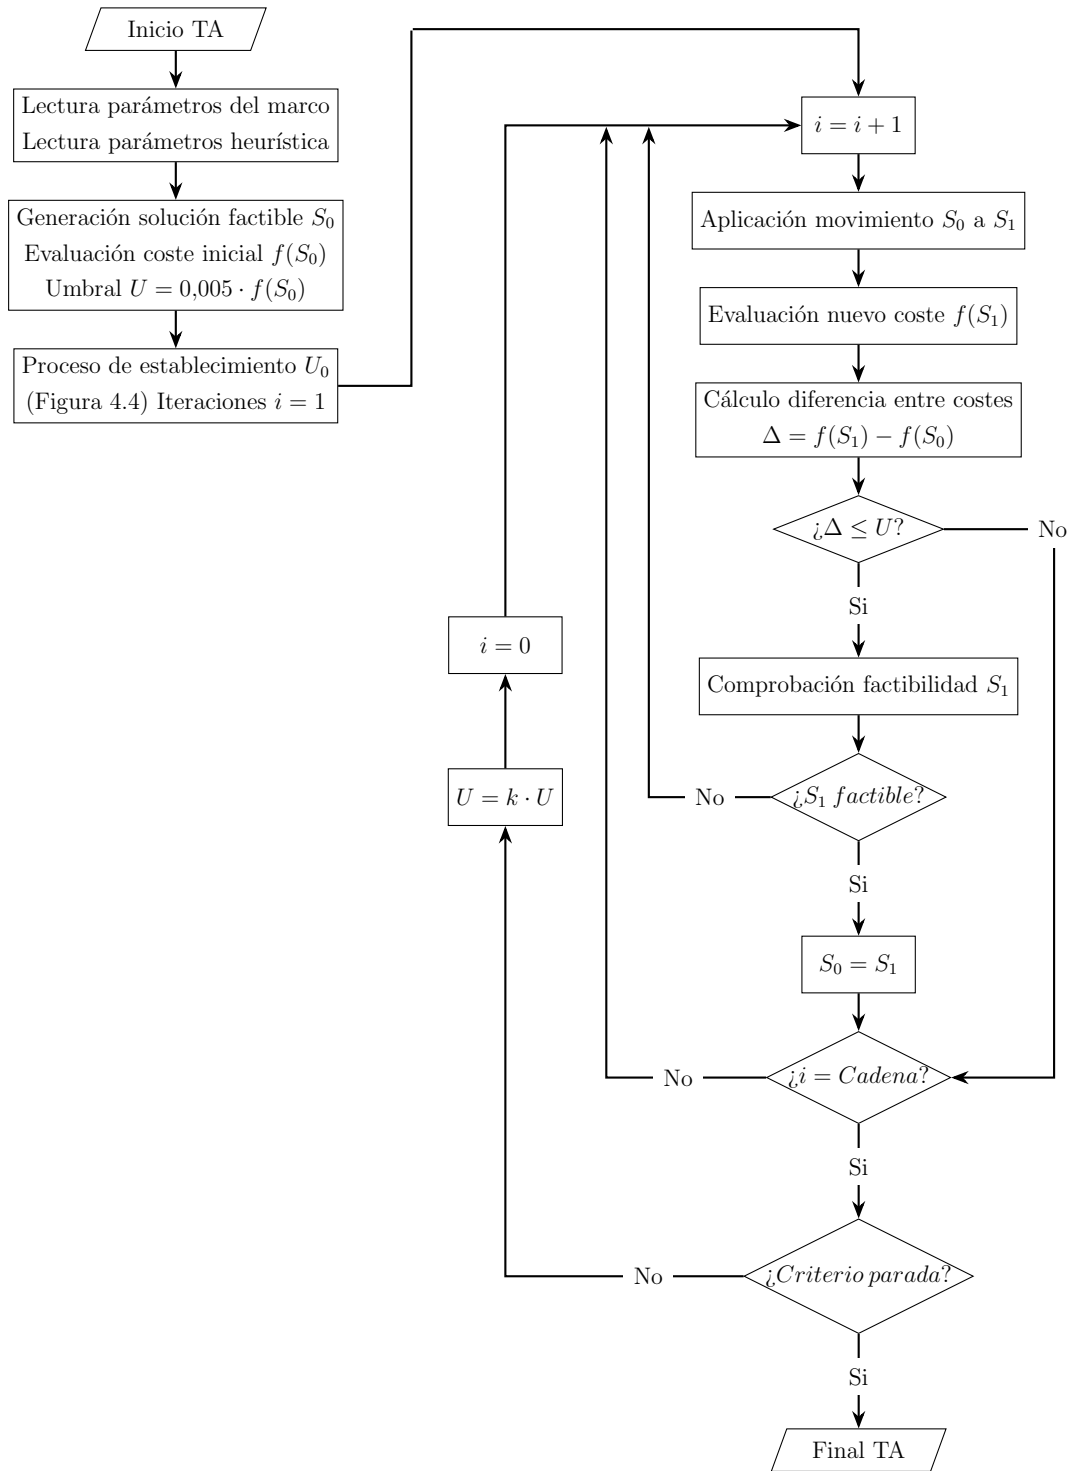 Inicio TA
Lectura parámetros del marco
Lectura parámetros heurística
Generación solución factible S₀
Evaluación coste inicial f(S₀)
Umbral U = 0,005 · f(S₀)
Proceso de establecimiento U₀
(Figura 4.4) Iteraciones i = 1
i = i + 1
Aplicación movimiento S₀ a S₁
Evaluación nuevo coste f(S₁)
Cálculo diferencia entre costes
Δ = f(S₁) − f(S₀)
¿Δ ≤ U?
No
Si
i = 0
Comprobación factibilidad S₁
U = k · U
No
¿S₁ factible?
Si
S₀ = S₁
No
¿i = Cadena?
Si
No
¿Criterio parada?
Si
Final TA